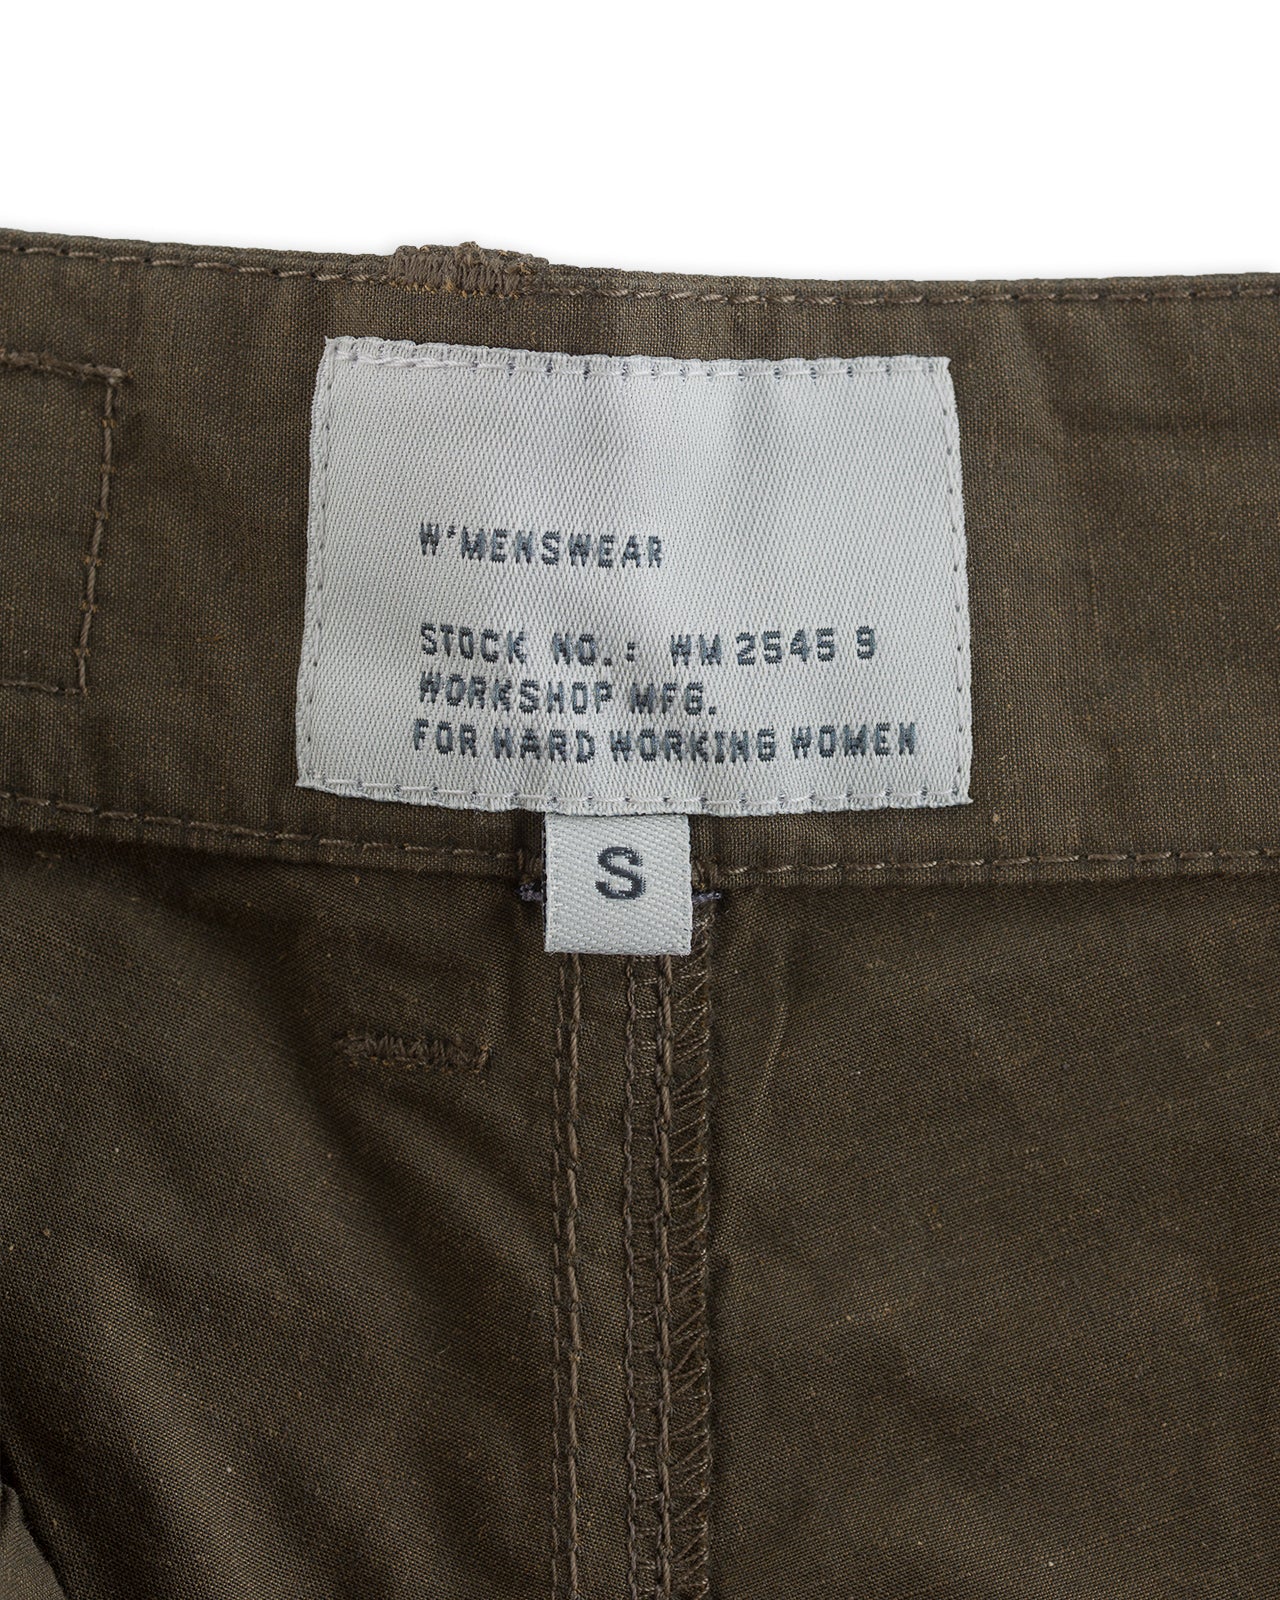 W'MENSWEAR
STOCK NO.: WM 2545 9
WORKSHOP MFG.
FOR HARD WORKING WOMEN
S